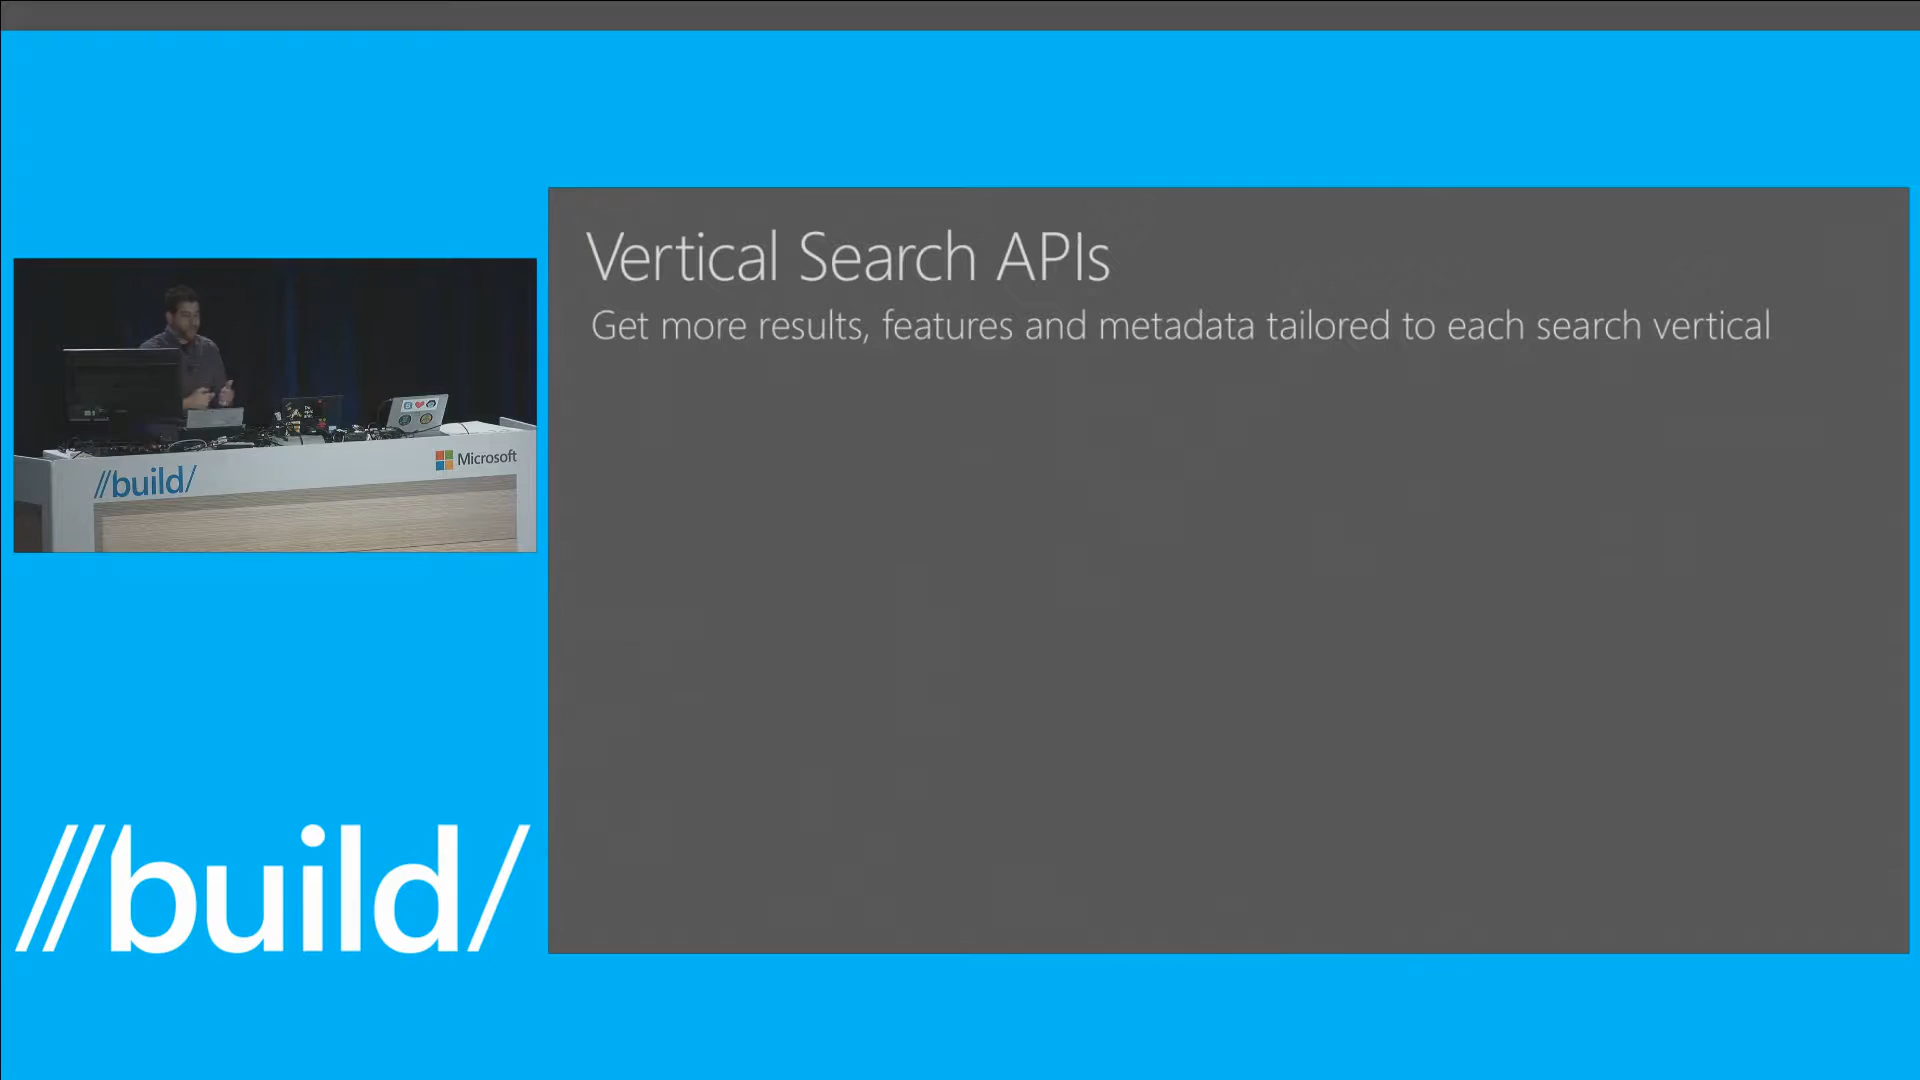 Vertical Search APIs
Get more results, features and metadata tailored to each search vertical
//build/
Microsoft
//build/